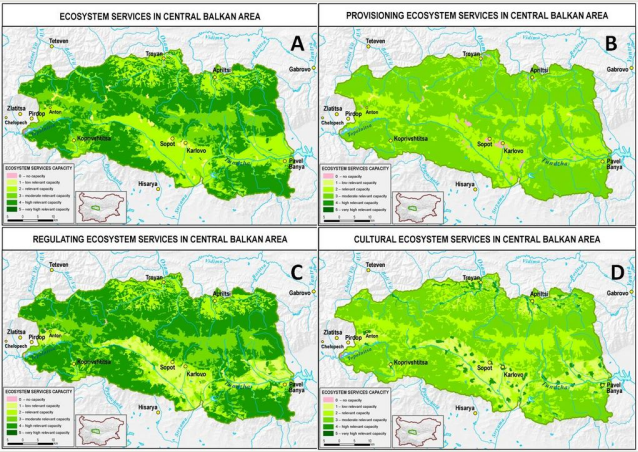 ECOSYSTEM SERVICES IN CENTRAL BALKAN AREA
A
Teteven
Troyan
Apriltsi
Gabrovo
Zlatitsa
Pirdop
Anton
Chelopech
Koprivshtitsa
Sopot
Karlovo
Pavel
Banya
Hisarya
ECOSYSTEM SERVICES CAPACITY
0 – no capacity
1 – low relevant capacity
2 – relevant capacity
3 – moderate relevant capacity
4 – high relevant capacity
5 – very high relevant capacity
PROVISIONING ECOSYSTEM SERVICES IN CENTRAL BALKAN AREA
B
Teteven
Troyan
Apriltsi
Gabrovo
Zlatitsa
Pirdop
Anton
Chelopech
Koprivshtitsa
Sopot
Karlovo
Tundzha
Pavel
Banya
Hisarya
ECOSYSTEM SERVICES CAPACITY
0 – no capacity
1 – low relevant capacity
2 – relevant capacity
3 – moderate relevant capacity
4 – high relevant capacity
5 – very high relevant capacity
REGULATING ECOSYSTEM SERVICES IN CENTRAL BALKAN AREA
C
Teteven
Troyan
Apriltsi
Gabrovo
Zlatitsa
Pirdop
Anton
Chelopech
Koprivshtitsa
Sopot
Karlovo
Tundzha
Pavel
Banya
Hisarya
ECOSYSTEM SERVICES CAPACITY
0 – no capacity
1 – low relevant capacity
2 – relevant capacity
3 – moderate relevant capacity
4 – high relevant capacity
5 – very high relevant capacity
CULTURAL ECOSYSTEM SERVICES IN CENTRAL BALKAN AREA
D
Teteven
Troyan
Apriltsi
Gabrovo
Zlatitsa
Pirdop
Anton
Chelopech
Koprivshtitsa
Sopot
Karlovo
Tundzha
Pavel
Banya
Hisarya
ECOSYSTEM SERVICES CAPACITY
0 – no capacity
1 – low relevant capacity
2 – relevant capacity
3 – moderate relevant capacity
4 – high relevant capacity
5 – very high relevant capacity